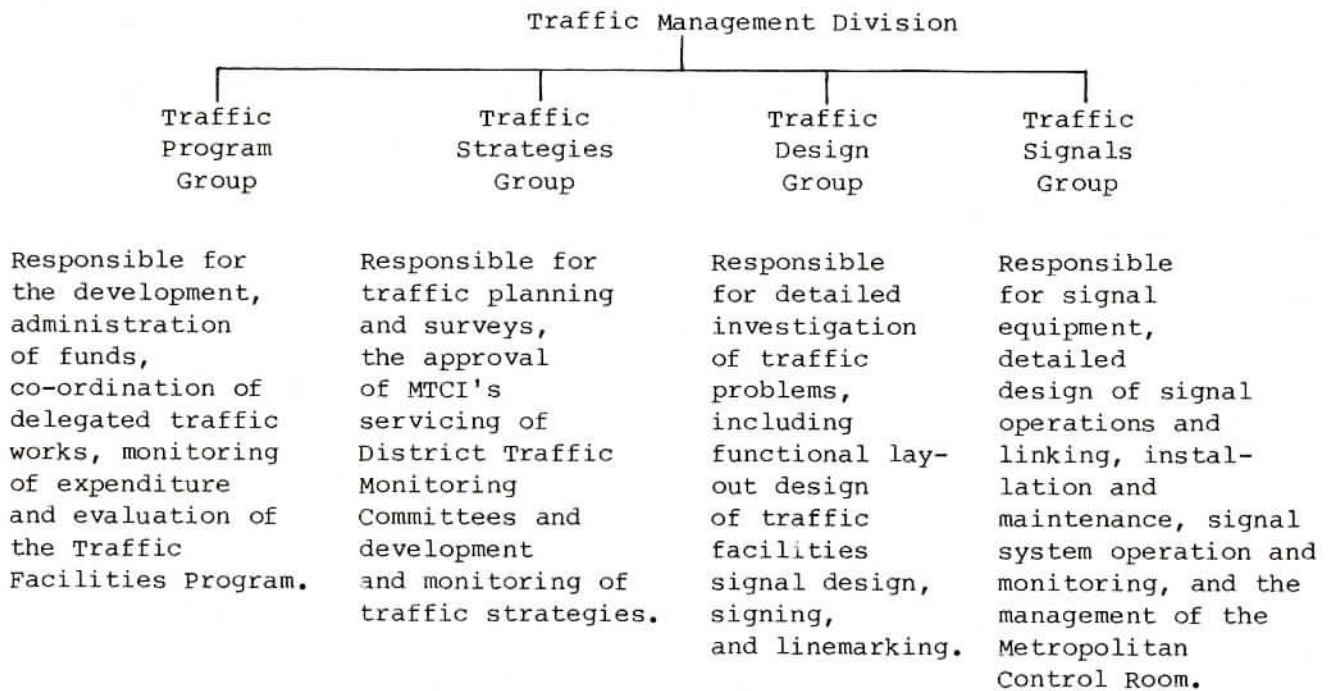 Traffic Management Division
Traffic
Program
Group
Traffic
Strategies
Group
Traffic
Design
Group
Traffic
Signals
Group
Responsible for
the development,
administration
of funds,
co-ordination of
delegated traffic
works, monitoring
of expenditure
and evaluation of
the Traffic
Facilities Program.
Responsible for
traffic planning
and surveys,
the approval
of MTCI's
servicing of
District Traffic
Monitoring
Committees and
development
and monitoring of
traffic strategies.
Responsible
for detailed
investigation
of traffic
problems,
including
functional lay-
out design
of traffic
facilities
signal design,
signing,
and linemarking.
Responsible
for signal
equipment,
detailed
design of signal
operations and
linking, instal-
lation and
maintenance, signal
system operation and
monitoring, and the
management of the
Metropolitan
Control Room.